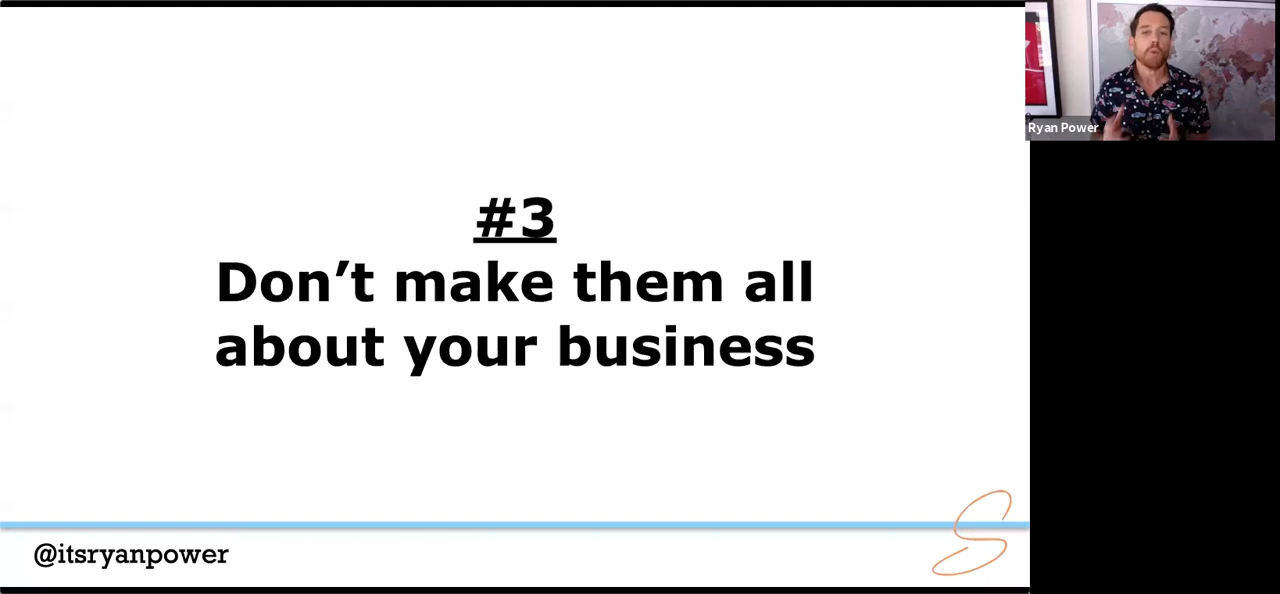 #3
Don’t make them all
about your business
@itsryanpower
Ryan Power